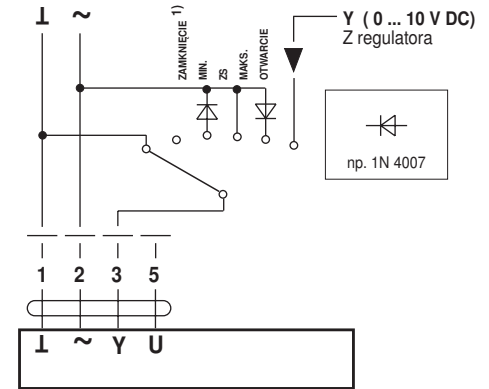 ⊥ ~
Y ( 0 ... 10 V DC)
Z regulatora
ZAMKNIĘCIE 1)
MIN.
ZS
MAKS.
OTWARCIE
np. 1N 4007
1 2 3 5
⊥ ~ Y U